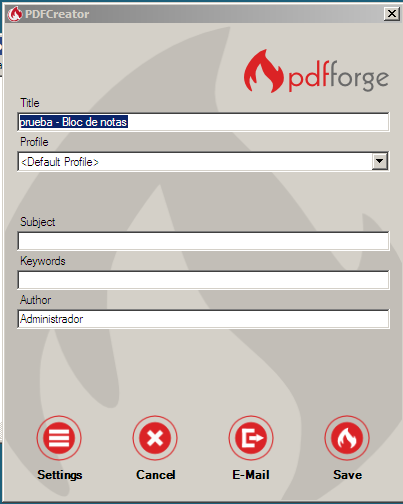 PDFCreator
pdfforge
Title
prueba - Bloc de notas
Profile
<Default Profile>
Subject
Keywords
Author
Administrador
Settings
Cancel
E-Mail
Save